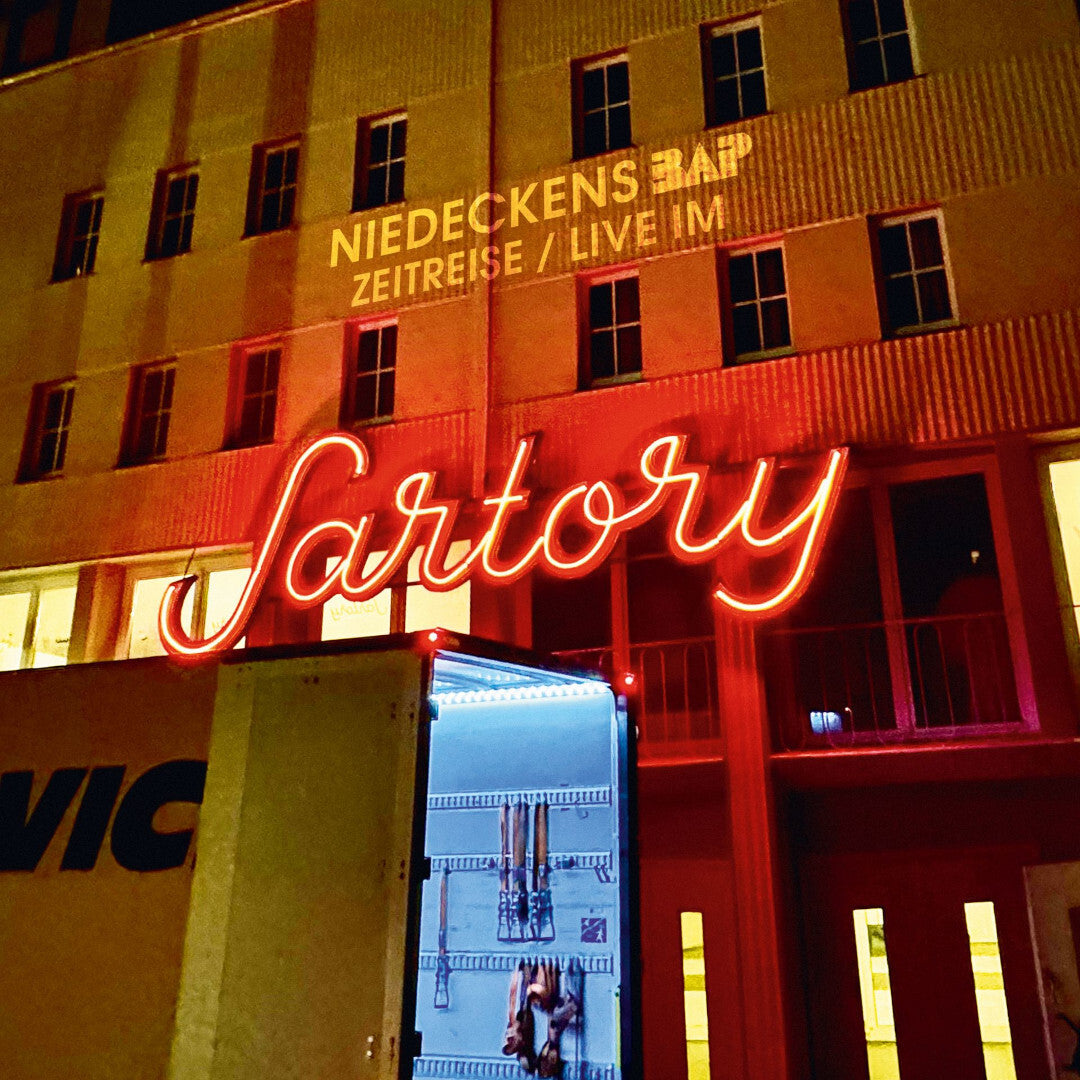 NIEDECKENS BAP
ZEITREISE / LIVE IM
Sartory
VIC